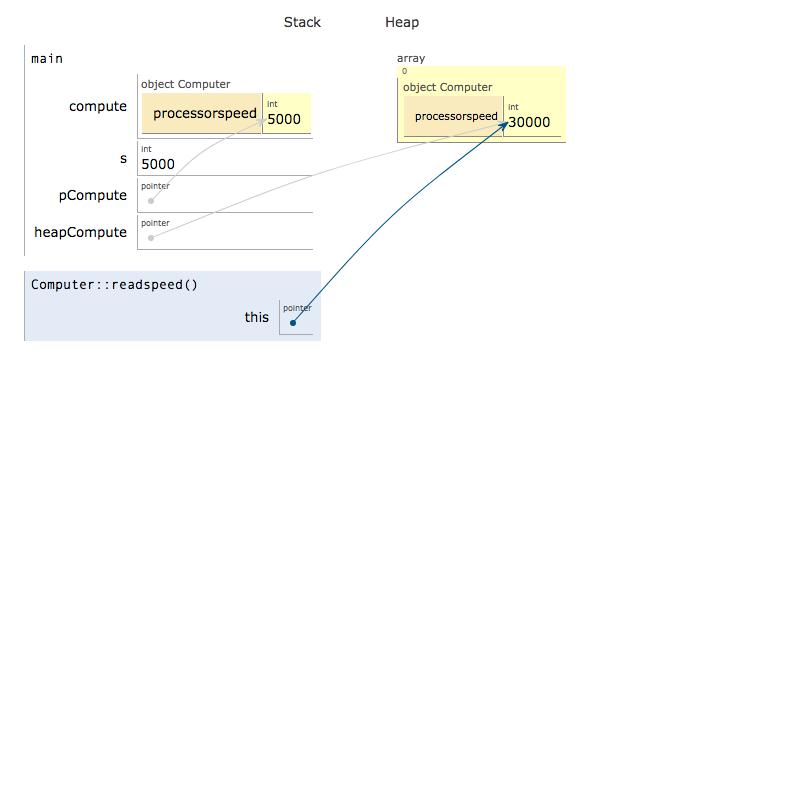 Stack Heap
main
array
0
object Computer
object Computer
compute
processorspeed
int
5000
processorspeed
int
30000
s
int
5000
pCompute
pointer
heapCompute
pointer
Computer::readspeed()
this
pointer